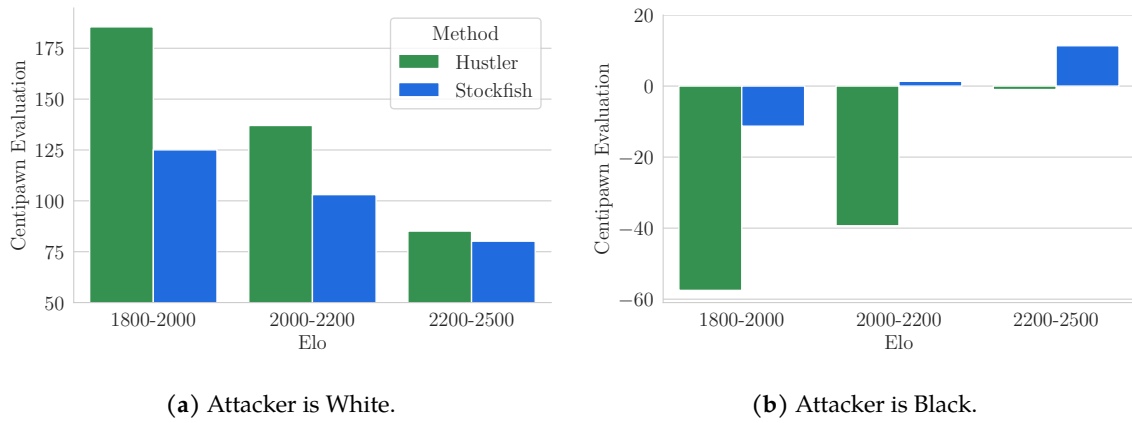 Centipawn Evaluation
175
150
125
100
75
50
Method
Hustler
Stockfish
1800-2000
2000-2200
2200-2500
Elo
(a) Attacker is White.
Centipawn Evaluation
20
0
−20
−40
−60
1800-2000
2000-2200
2200-2500
Elo
(b) Attacker is Black.